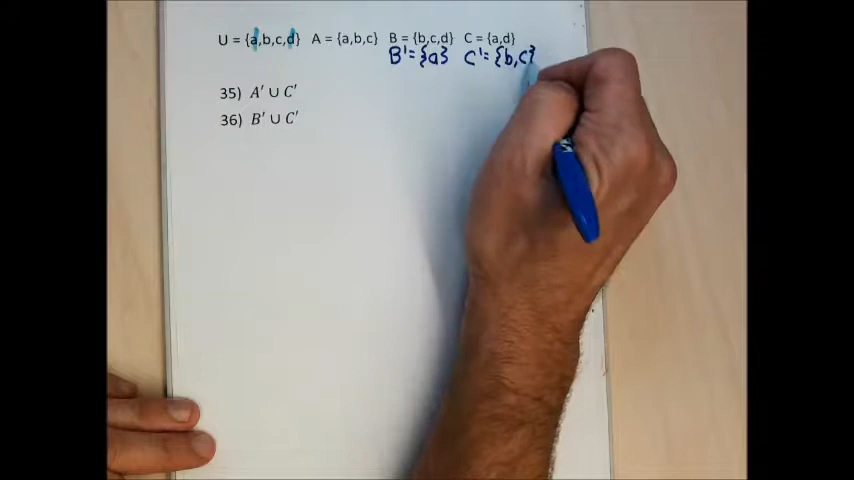 U = {a,b,c,d} A = {a,b,c} B = {b,c,d} C = {a,d}
B' = {a} C' = {b,c}
35) A′ ∪ C′
36) B′ ∪ C′